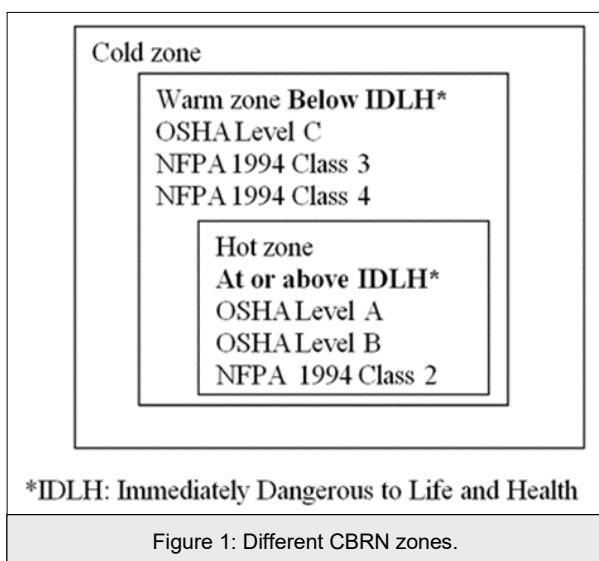 Cold zone
Warm zone Below IDLH*
OSHA Level C
NFPA 1994 Class 3
NFPA 1994 Class 4
Hot zone
At or above IDLH*
OSHA Level A
OSHA Level B
NFPA 1994 Class 2
*IDLH: Immediately Dangerous to Life and Health
Figure 1: Different CBRN zones.